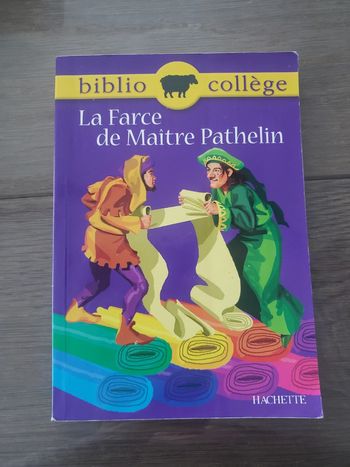 biblio collège
La Farce
de Maître Pathelin
HACHETTE